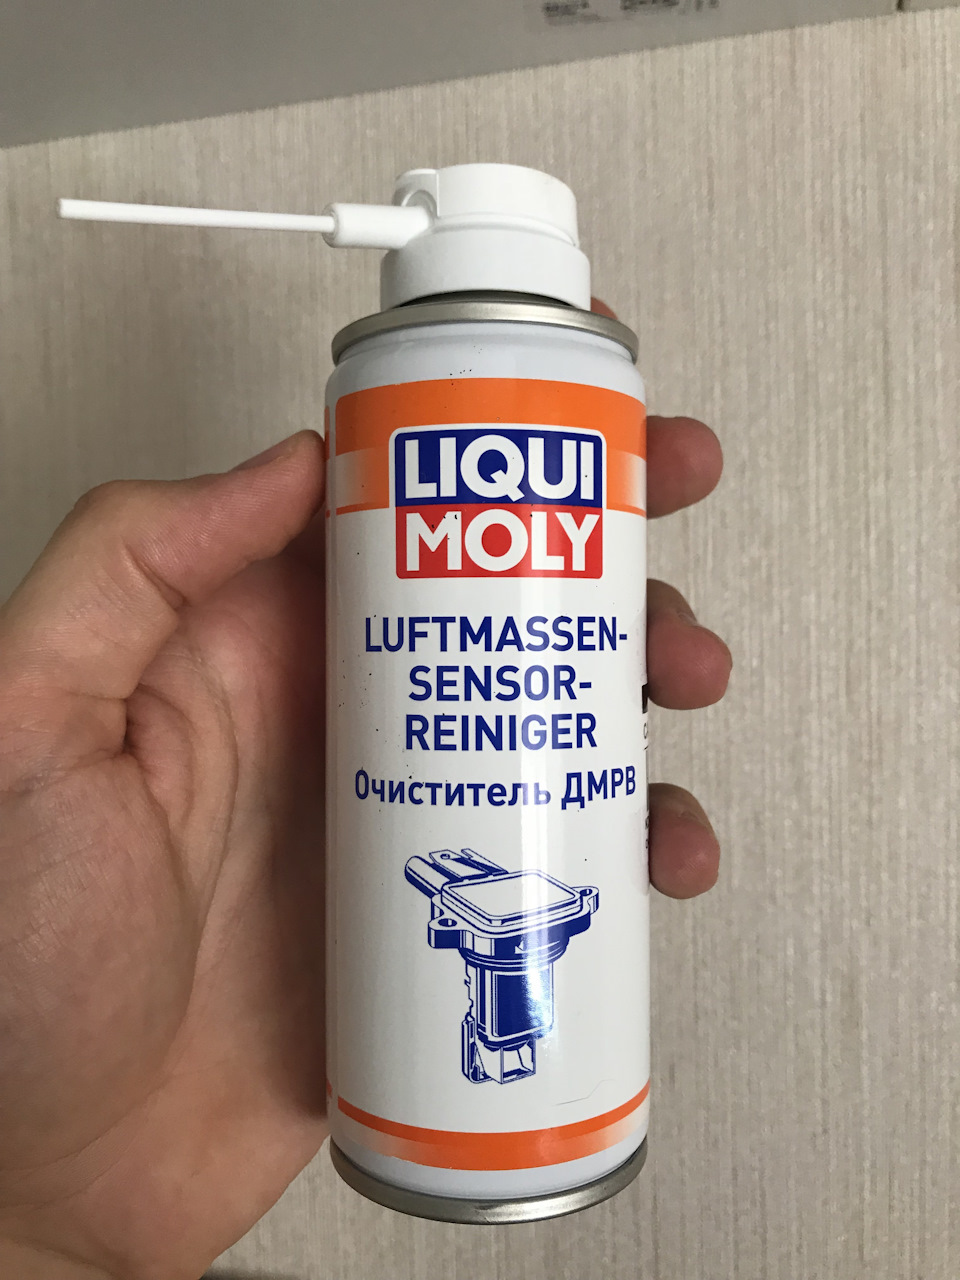 LIQUI
MOLY
LUFTMASSEN-
SENSOR-
REINIGER
Очиститель ДМРВ